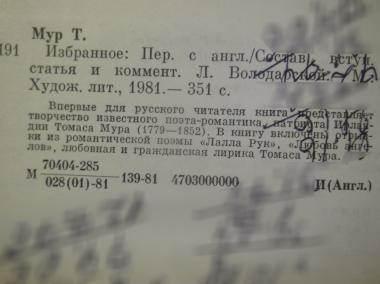 Мур Т.
191 Избранное: Пер. с англ./Состав., вступ.
статья и коммент. Л. Володарской.— М.:
Худож. лит., 1981.— 351 с.
Впервые для русского читателя книга представляет
творчество известного поэта-романтика, патриота Ирлан-
дии Томаса Мура (1779—1852). В книгу включены отрыв-
ки из романтической поэмы «Лалла Рук», «Любовь анге-
лов», любовная и гражданская лирика Томаса Мура.
70404-285
М 139-81 4703000000 И(Англ.)
028(01)-81